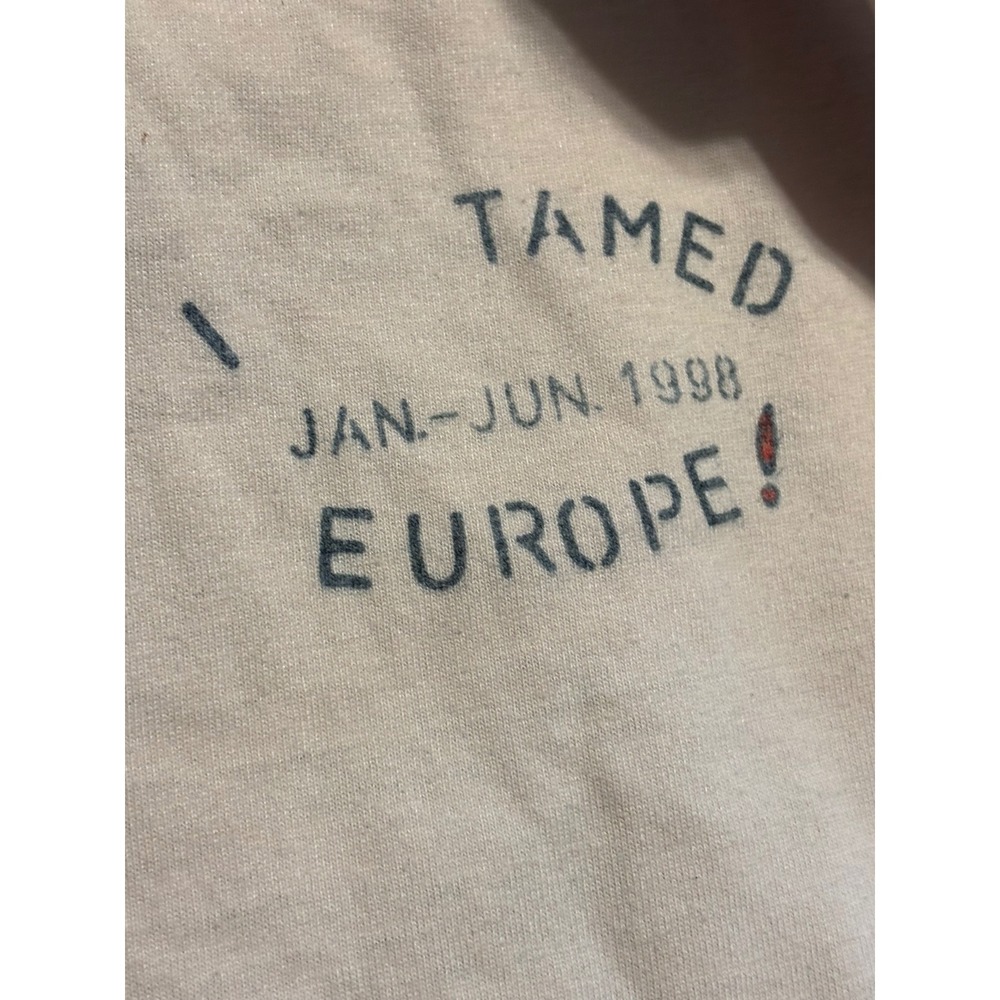 I TAMED
JAN.-JUN. 1998
EUROPE!